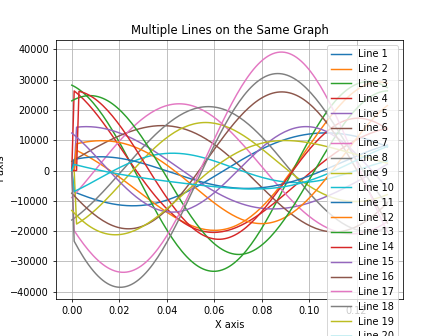 Multiple Lines on the Same Graph
40000
30000
20000
10000
0
−10000
−20000
−30000
−40000
0.00
0.02
0.04
0.06
0.08
0.10
X axis
Line 1
Line 2
Line 3
Line 4
Line 5
Line 6
Line 7
Line 8
Line 9
Line 10
Line 11
Line 12
Line 13
Line 14
Line 15
Line 16
Line 17
Line 18
Line 19
Line 20